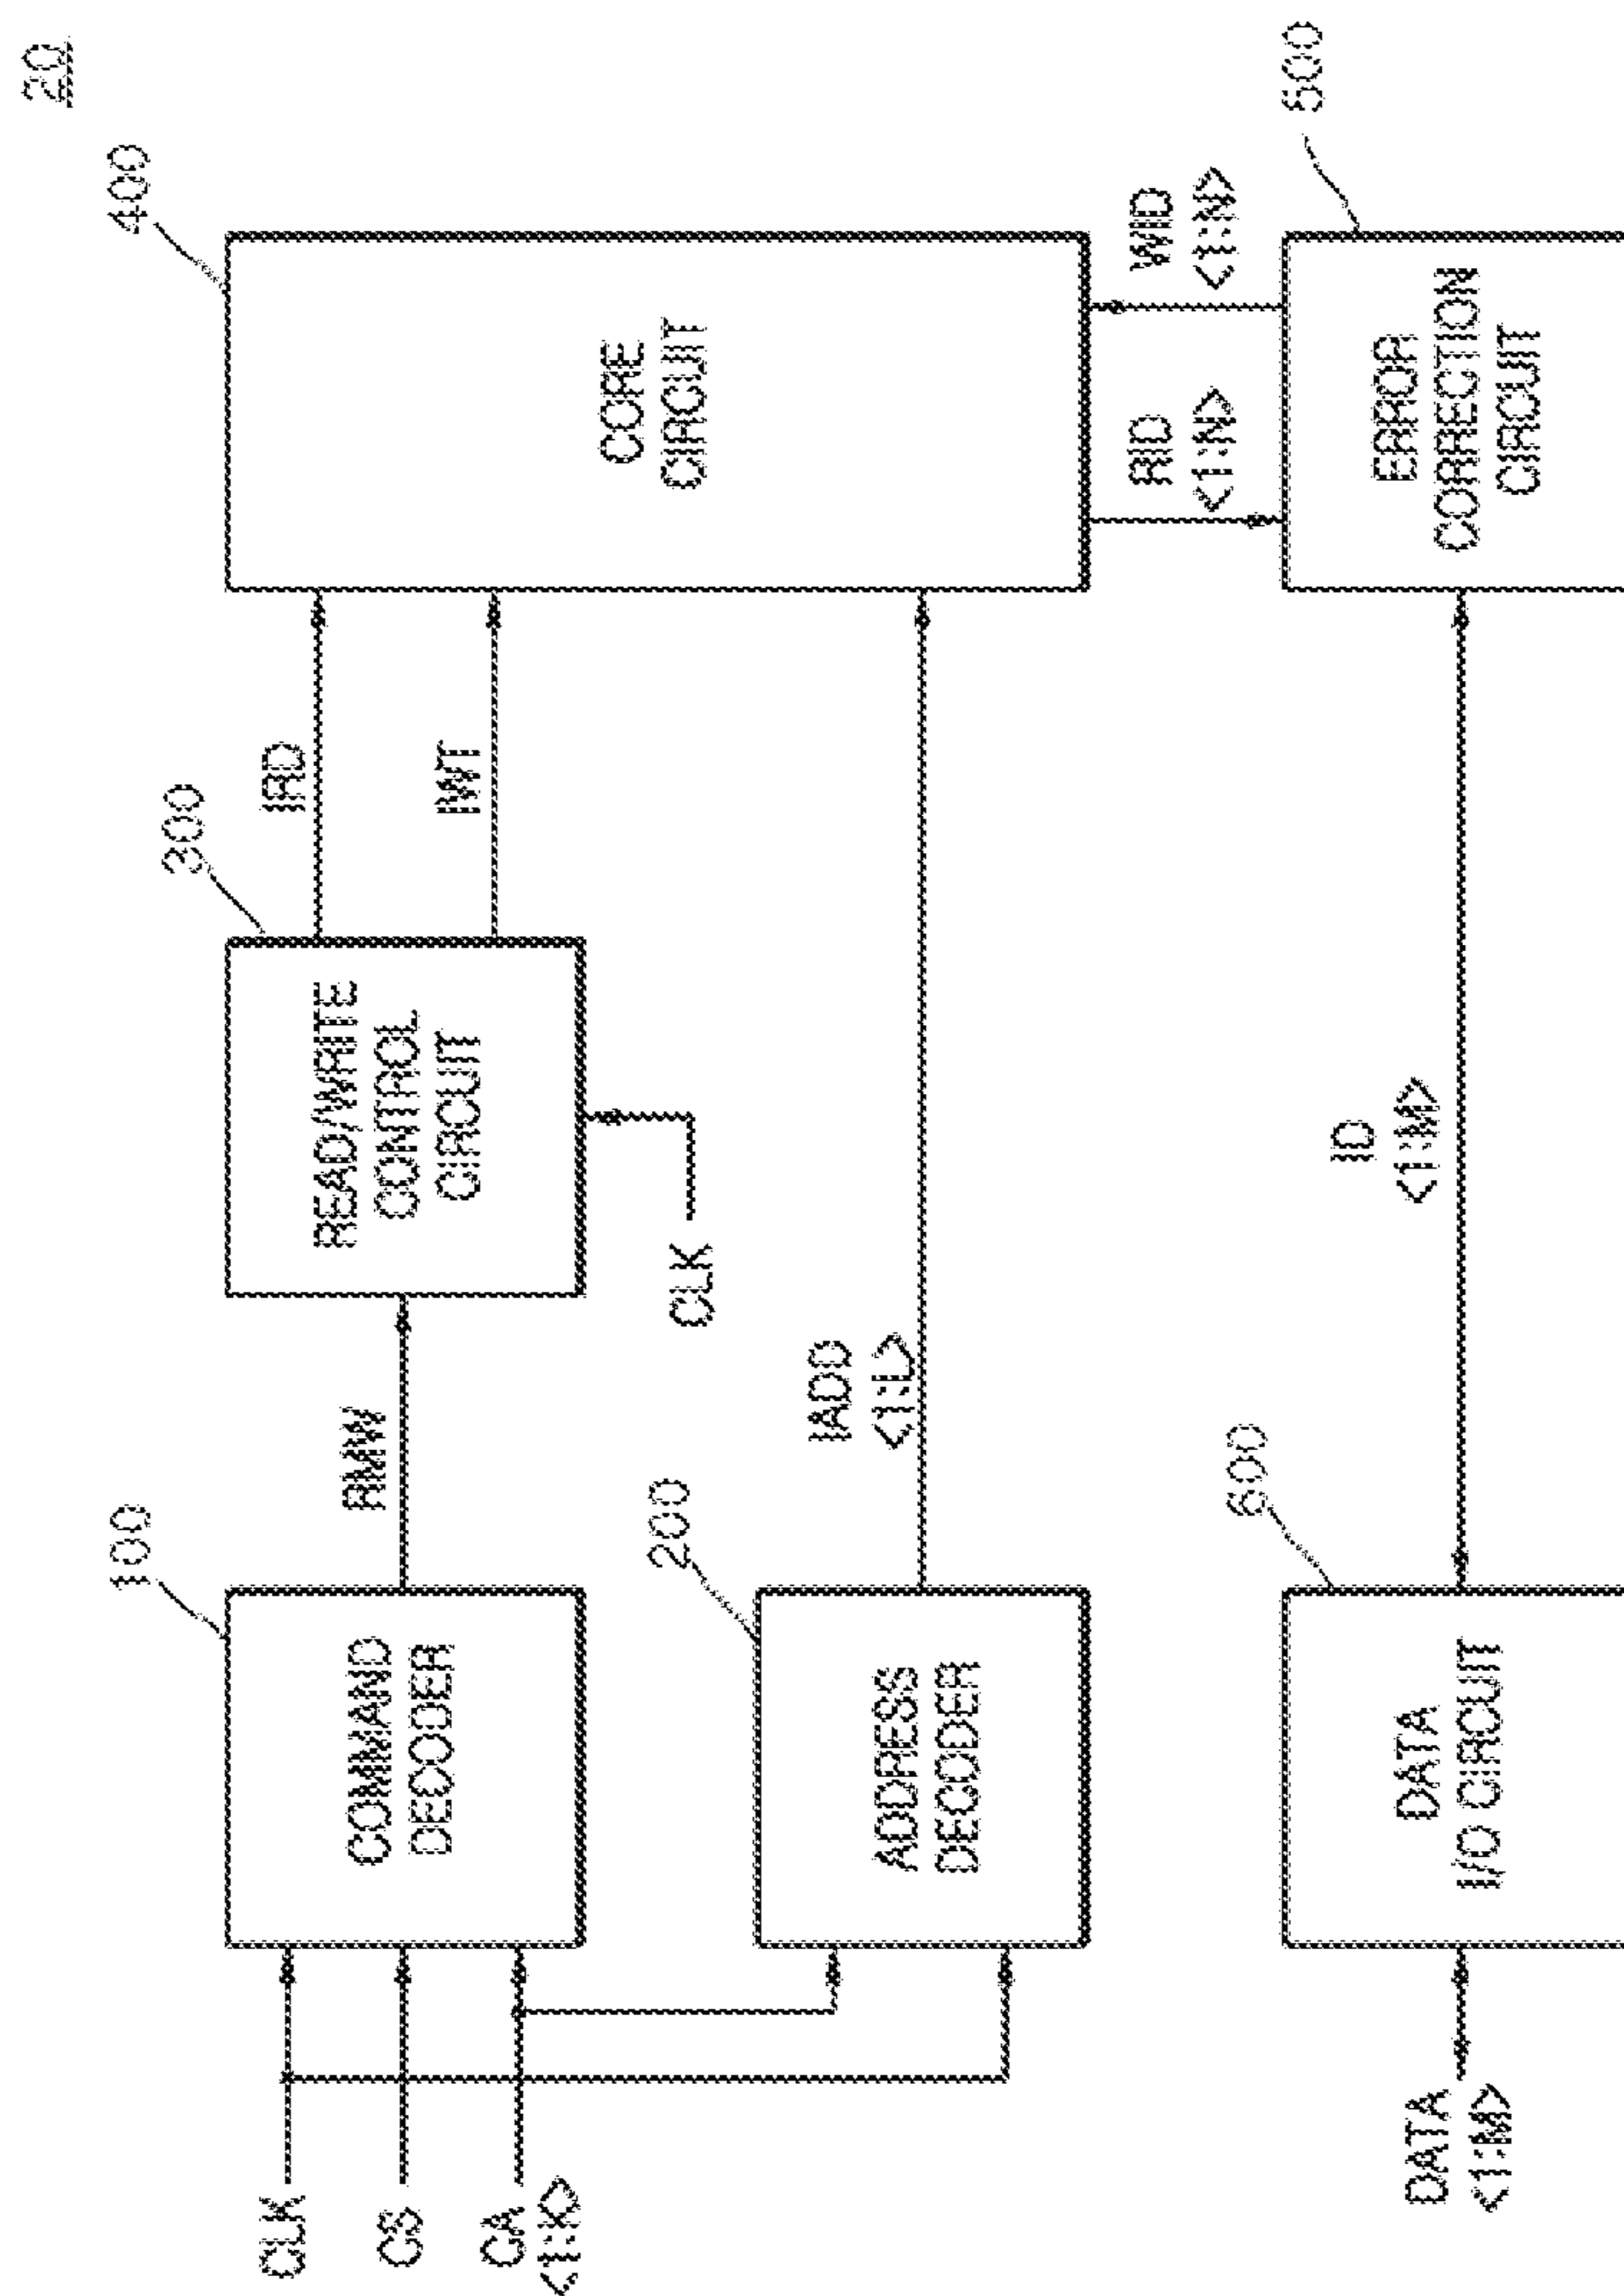 20
100
300
400
CLK
CS
CA
<1:K>
COMMAND
DECODER
RMW
READ/WRITE
CONTROL
CIRCUIT
IRD
IWT
CORE
CIRCUIT
CLK
200
ADDRESS
DECODER
IADD
<1:L>
RID
<1:N>
WID
<1:N>
600
500
DATA
<1:M>
DATA
I/O CIRCUIT
ID
<1:M>
ERROR
CORRECTION
CIRCUIT